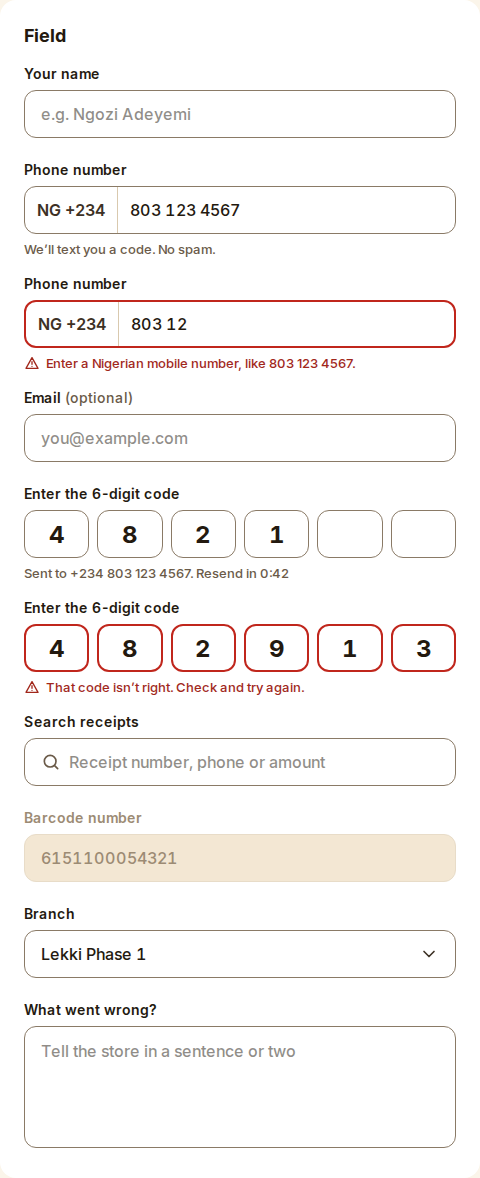 Field
Your name
e.g. Ngozi Adeyemi
Phone number
NG +234 803 123 4567
We’ll text you a code. No spam.
Phone number
NG +234 803 12
Enter a Nigerian mobile number, like 803 123 4567.
Email (optional)
you@example.com
Enter the 6-digit code
4 8 2 1
Sent to +234 803 123 4567. Resend in 0:42
Enter the 6-digit code
4 8 2 9 1 3
That code isn’t right. Check and try again.
Search receipts
Receipt number, phone or amount
Barcode number
6151100054321
Branch
Lekki Phase 1
What went wrong?
Tell the store in a sentence or two